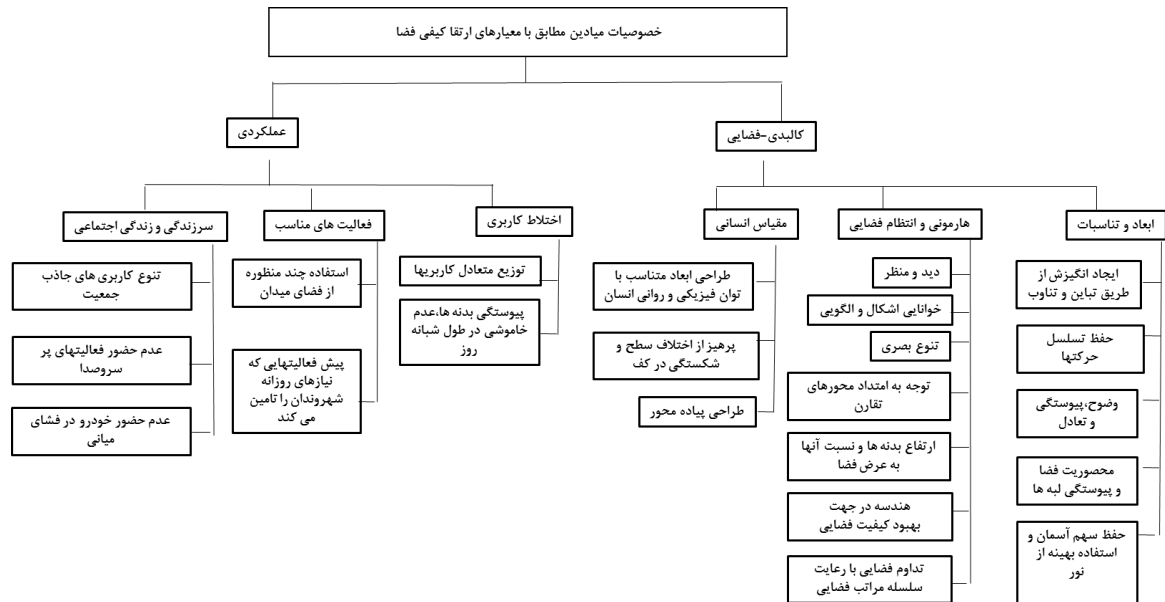 خصوصیات میادین مطابق با معیارهای ارتقا کیفی فضا
کالبدی-فضایی
عملکردی
ابعاد و تناسبات
هارمونی و انتظام فضایی
مقیاس انسانی
اختلاط کاربری
فعالیت های مناسب
سرزندگی و زندگی اجتماعی
ایجاد انگیزش از
طریق تباین و تناوب
حفظ تسلسل
حرکتها
وضوح،پیوستگی
و تعادل
محصوریت فضا
و پیوستگی لبه ها
حفظ سهم آسمان و
استفاده بهینه از
نور
دید و منظر
خوانایی اشکال و الگویی
تنوع بصری
توجه به امتداد محورهای
تقارن
ارتفاع بدنه ها و نسبت آنها
به عرض فضا
هندسه در جهت
بهبود کیفیت فضایی
تداوم فضایی با رعایت
سلسله مراتب فضایی
طراحی ابعاد متناسب با
توان فیزیکی و روانی انسان
پرهیز از اختلاف سطح و
شکستگی در کف
طراحی پیاده محور
توزیع متعادل کاربریها
پیوستگی بدنه ها،عدم
خاموشی در طول شبانه
روز
استفاده چند منظوره
از فضای میدان
پیش فعالیتهایی که
نیازهای روزانه
شهروندان را تامین
می کند
تنوع کاربری های جاذب
جمعیت
عدم حضور فعالیتهای پر
سروصدا
عدم حضور خودرو در فشای
میانی